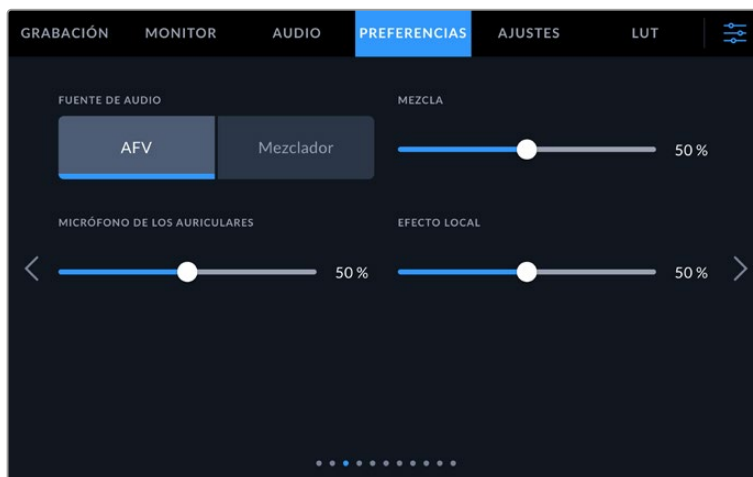 GRABACIÓN MONITOR AUDIO PREFERENCIAS AJUSTES LUT
FUENTE DE AUDIO
AFV Mezclador
MEZCLA
50 %
MICRÓFONO DE LOS AURICULARES
50 %
EFECTO LOCAL
50 %